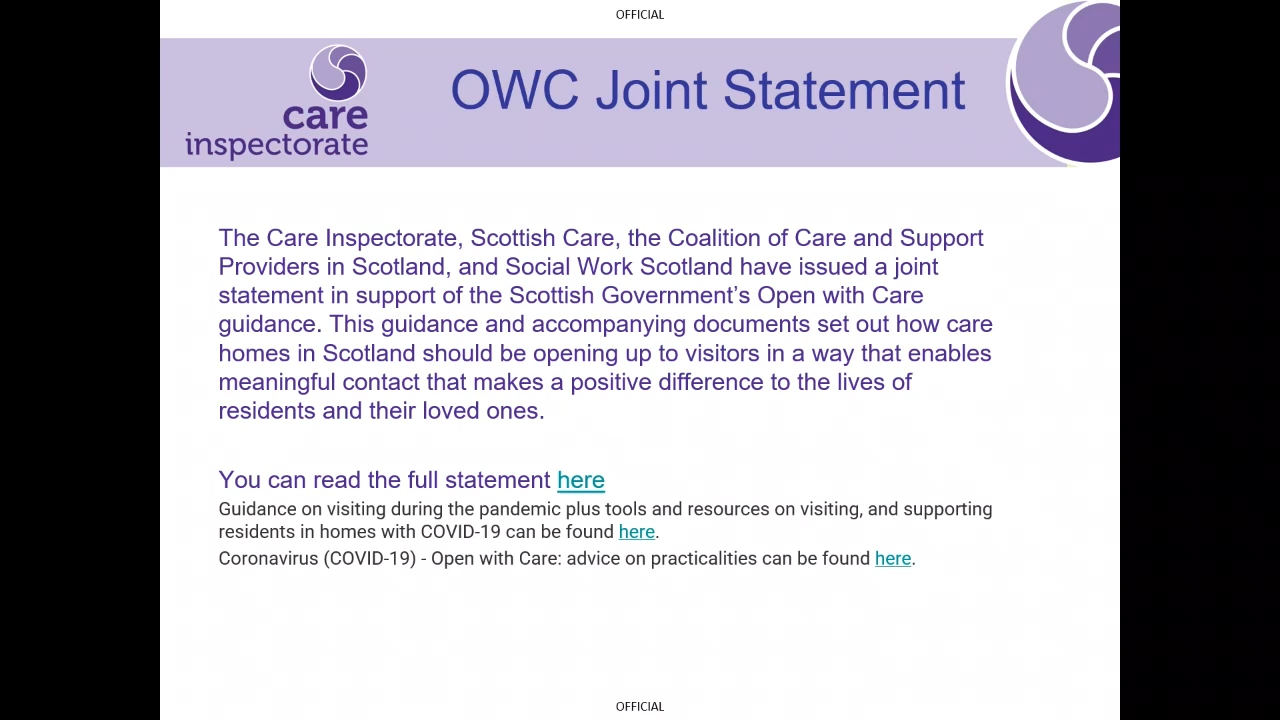 OFFICIAL
care
inspectorate
OWC Joint Statement
The Care Inspectorate, Scottish Care, the Coalition of Care and Support
Providers in Scotland, and Social Work Scotland have issued a joint
statement in support of the Scottish Government’s Open with Care
guidance. This guidance and accompanying documents set out how care
homes in Scotland should be opening up to visitors in a way that enables
meaningful contact that makes a positive difference to the lives of
residents and their loved ones.
You can read the full statement here
Guidance on visiting during the pandemic plus tools and resources on visiting, and supporting
residents in homes with COVID-19 can be found here.
Coronavirus (COVID-19) - Open with Care: advice on practicalities can be found here.
OFFICIAL